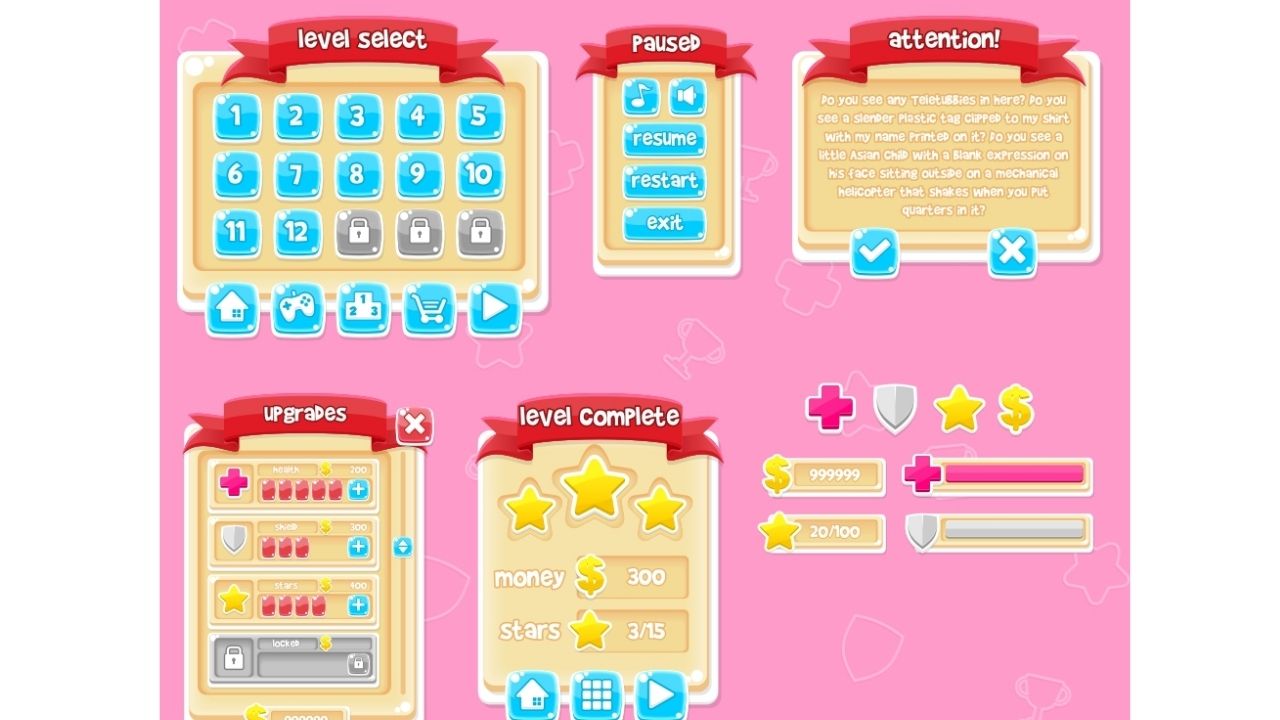 level select
1 2 3 4 5
6 7 8 9 10
11 12
1
2 3
Paused
resume
restart
exit
attention!
Do you see any Teletubbies in here? Do you
see a slender plastic tag clipped to my shirt
with my name printed on it? Do you see a
little Asian child with a blank expression on
his face sitting outside on a mechanical
helicopter that shakes when you put
quarters in it?
upgrades
health $ 200
shield $ 300
stars $ 400
locked $
$ 999999
level complete
money $ 300
stars 3/15
$
$ 999999
20/100